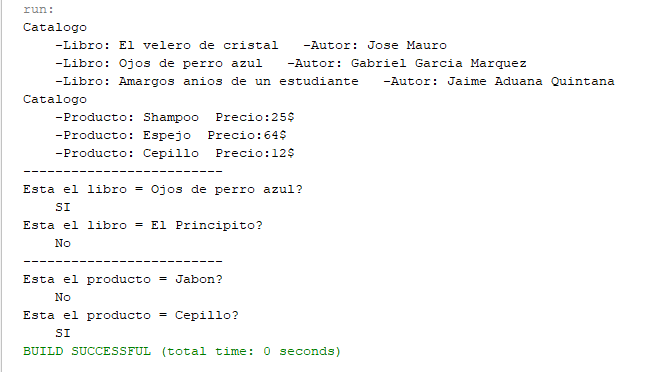 run:
Catalogo
    -Libro: El velero de cristal   -Autor: Jose Mauro
    -Libro: Ojos de perro azul   -Autor: Gabriel Garcia Marquez
    -Libro: Amargos anios de un estudiante   -Autor: Jaime Aduana Quintana
Catalogo
    -Producto: Shampoo  Precio:25$
    -Producto: Espejo  Precio:64$
    -Producto: Cepillo  Precio:12$
-------------------------
Esta el libro = Ojos de perro azul?
    SI
Esta el libro = El Principito?
    No
-------------------------
Esta el producto = Jabon?
    No
Esta el producto = Cepillo?
    SI
BUILD SUCCESSFUL (total time: 0 seconds)